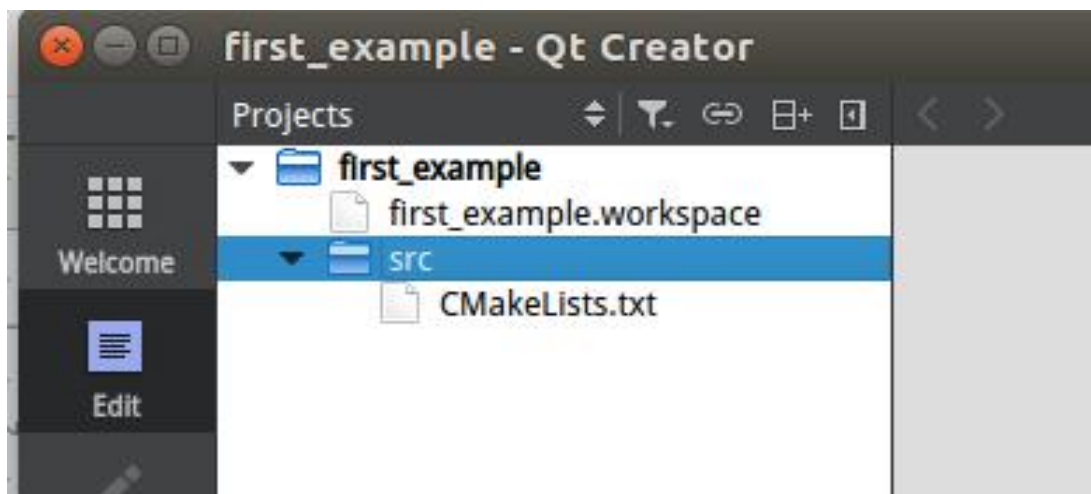 first_example - Qt Creator
Projects
first_example
first_example.workspace
Welcome
src
CMakeLists.txt
Edit